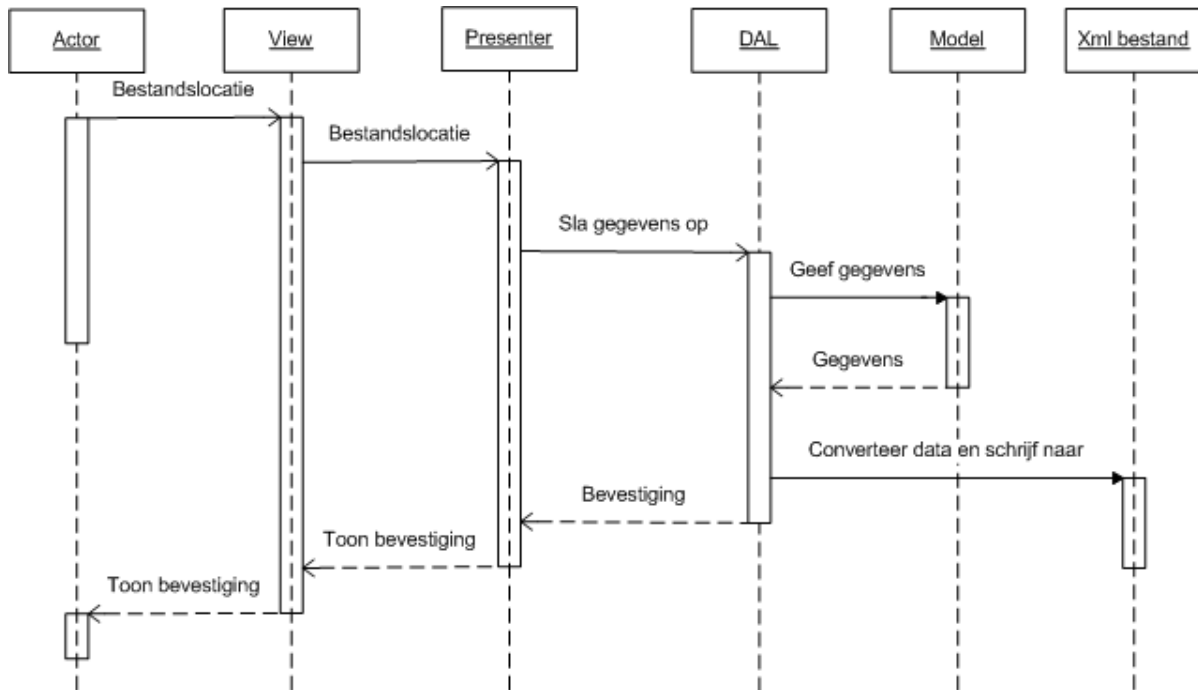 Actor
View
Presenter
DAL
Model
Xml bestand
Bestandslocatie
Bestandslocatie
Sla gegevens op
Geef gegevens
Gegevens
Converteer data en schrijf naar
Bevestiging
Toon bevestiging
Toon bevestiging